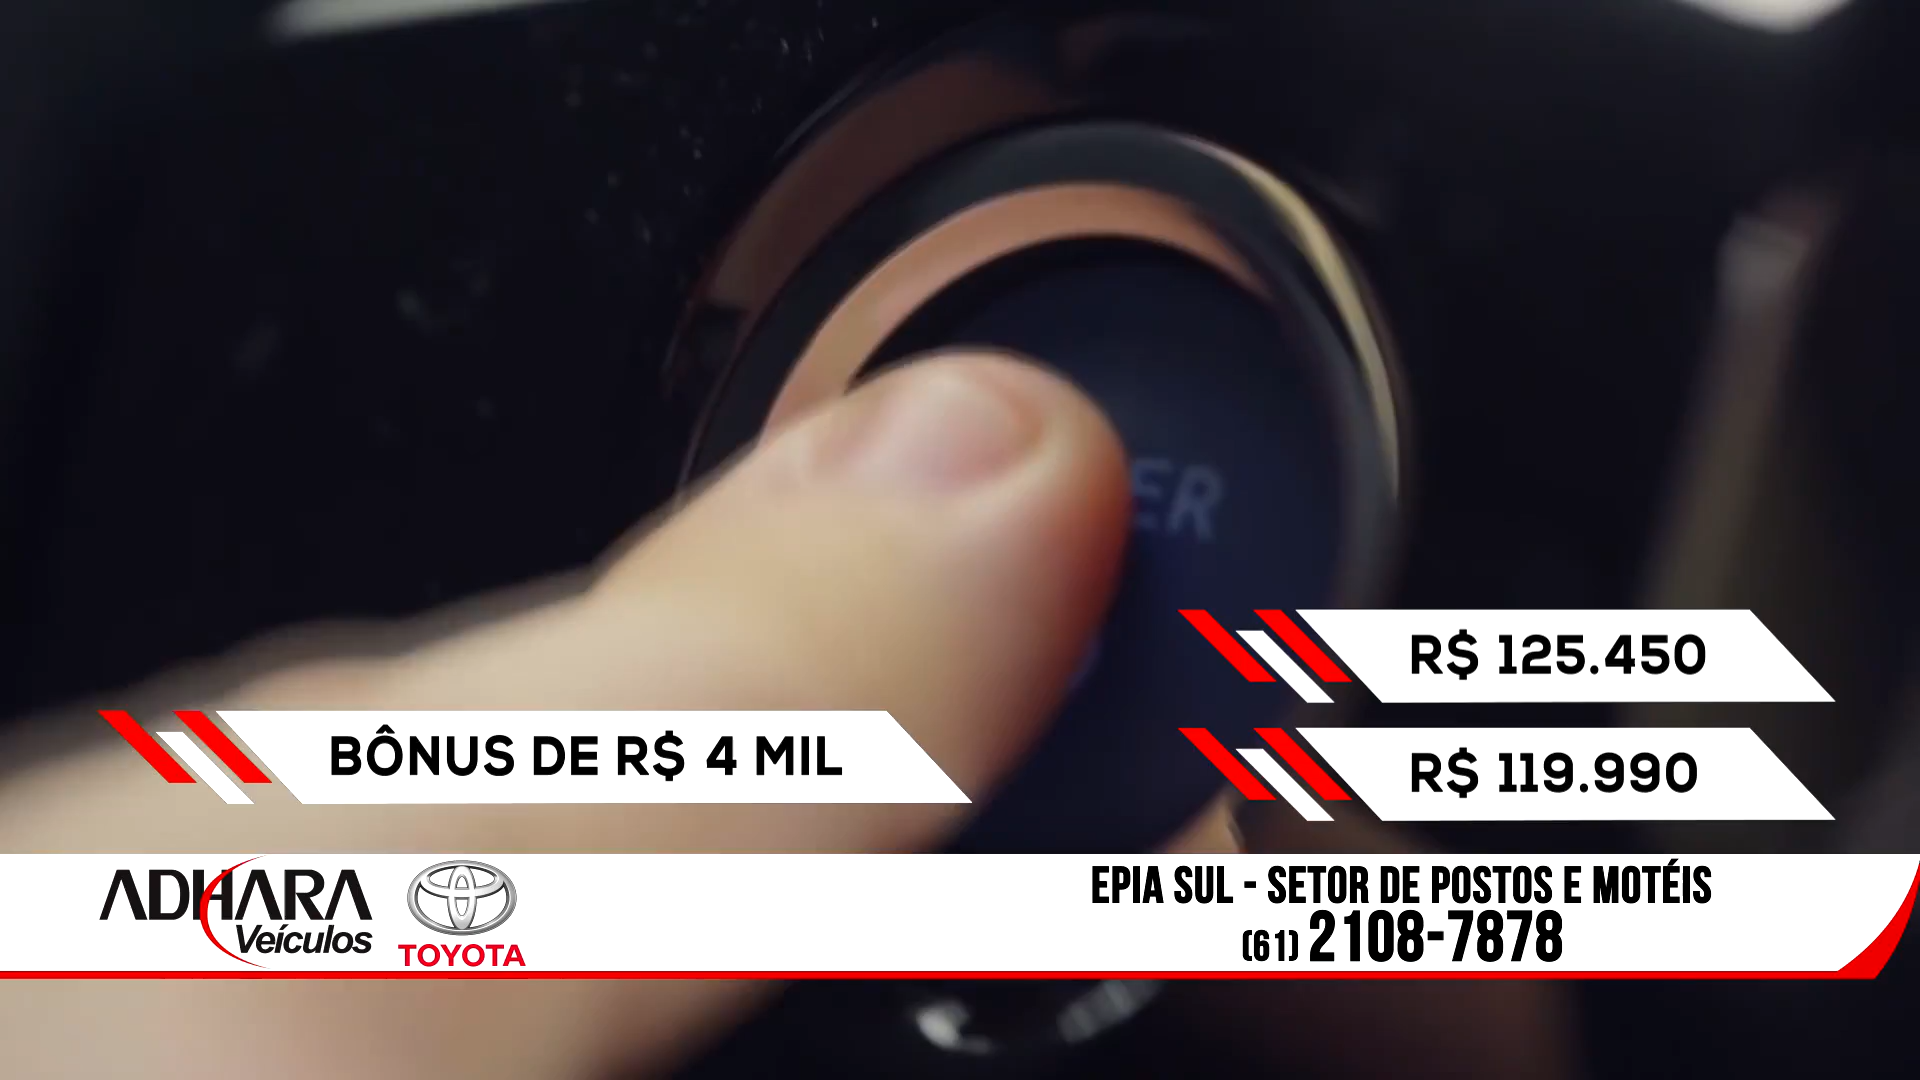 ER
R$ 125.450
BÔNUS DE R$ 4 MIL
R$ 119.990
ADHARA
Veículos
TOYOTA
EPIA SUL - SETOR DE POSTOS E MOTÉIS
(61) 2108-7878